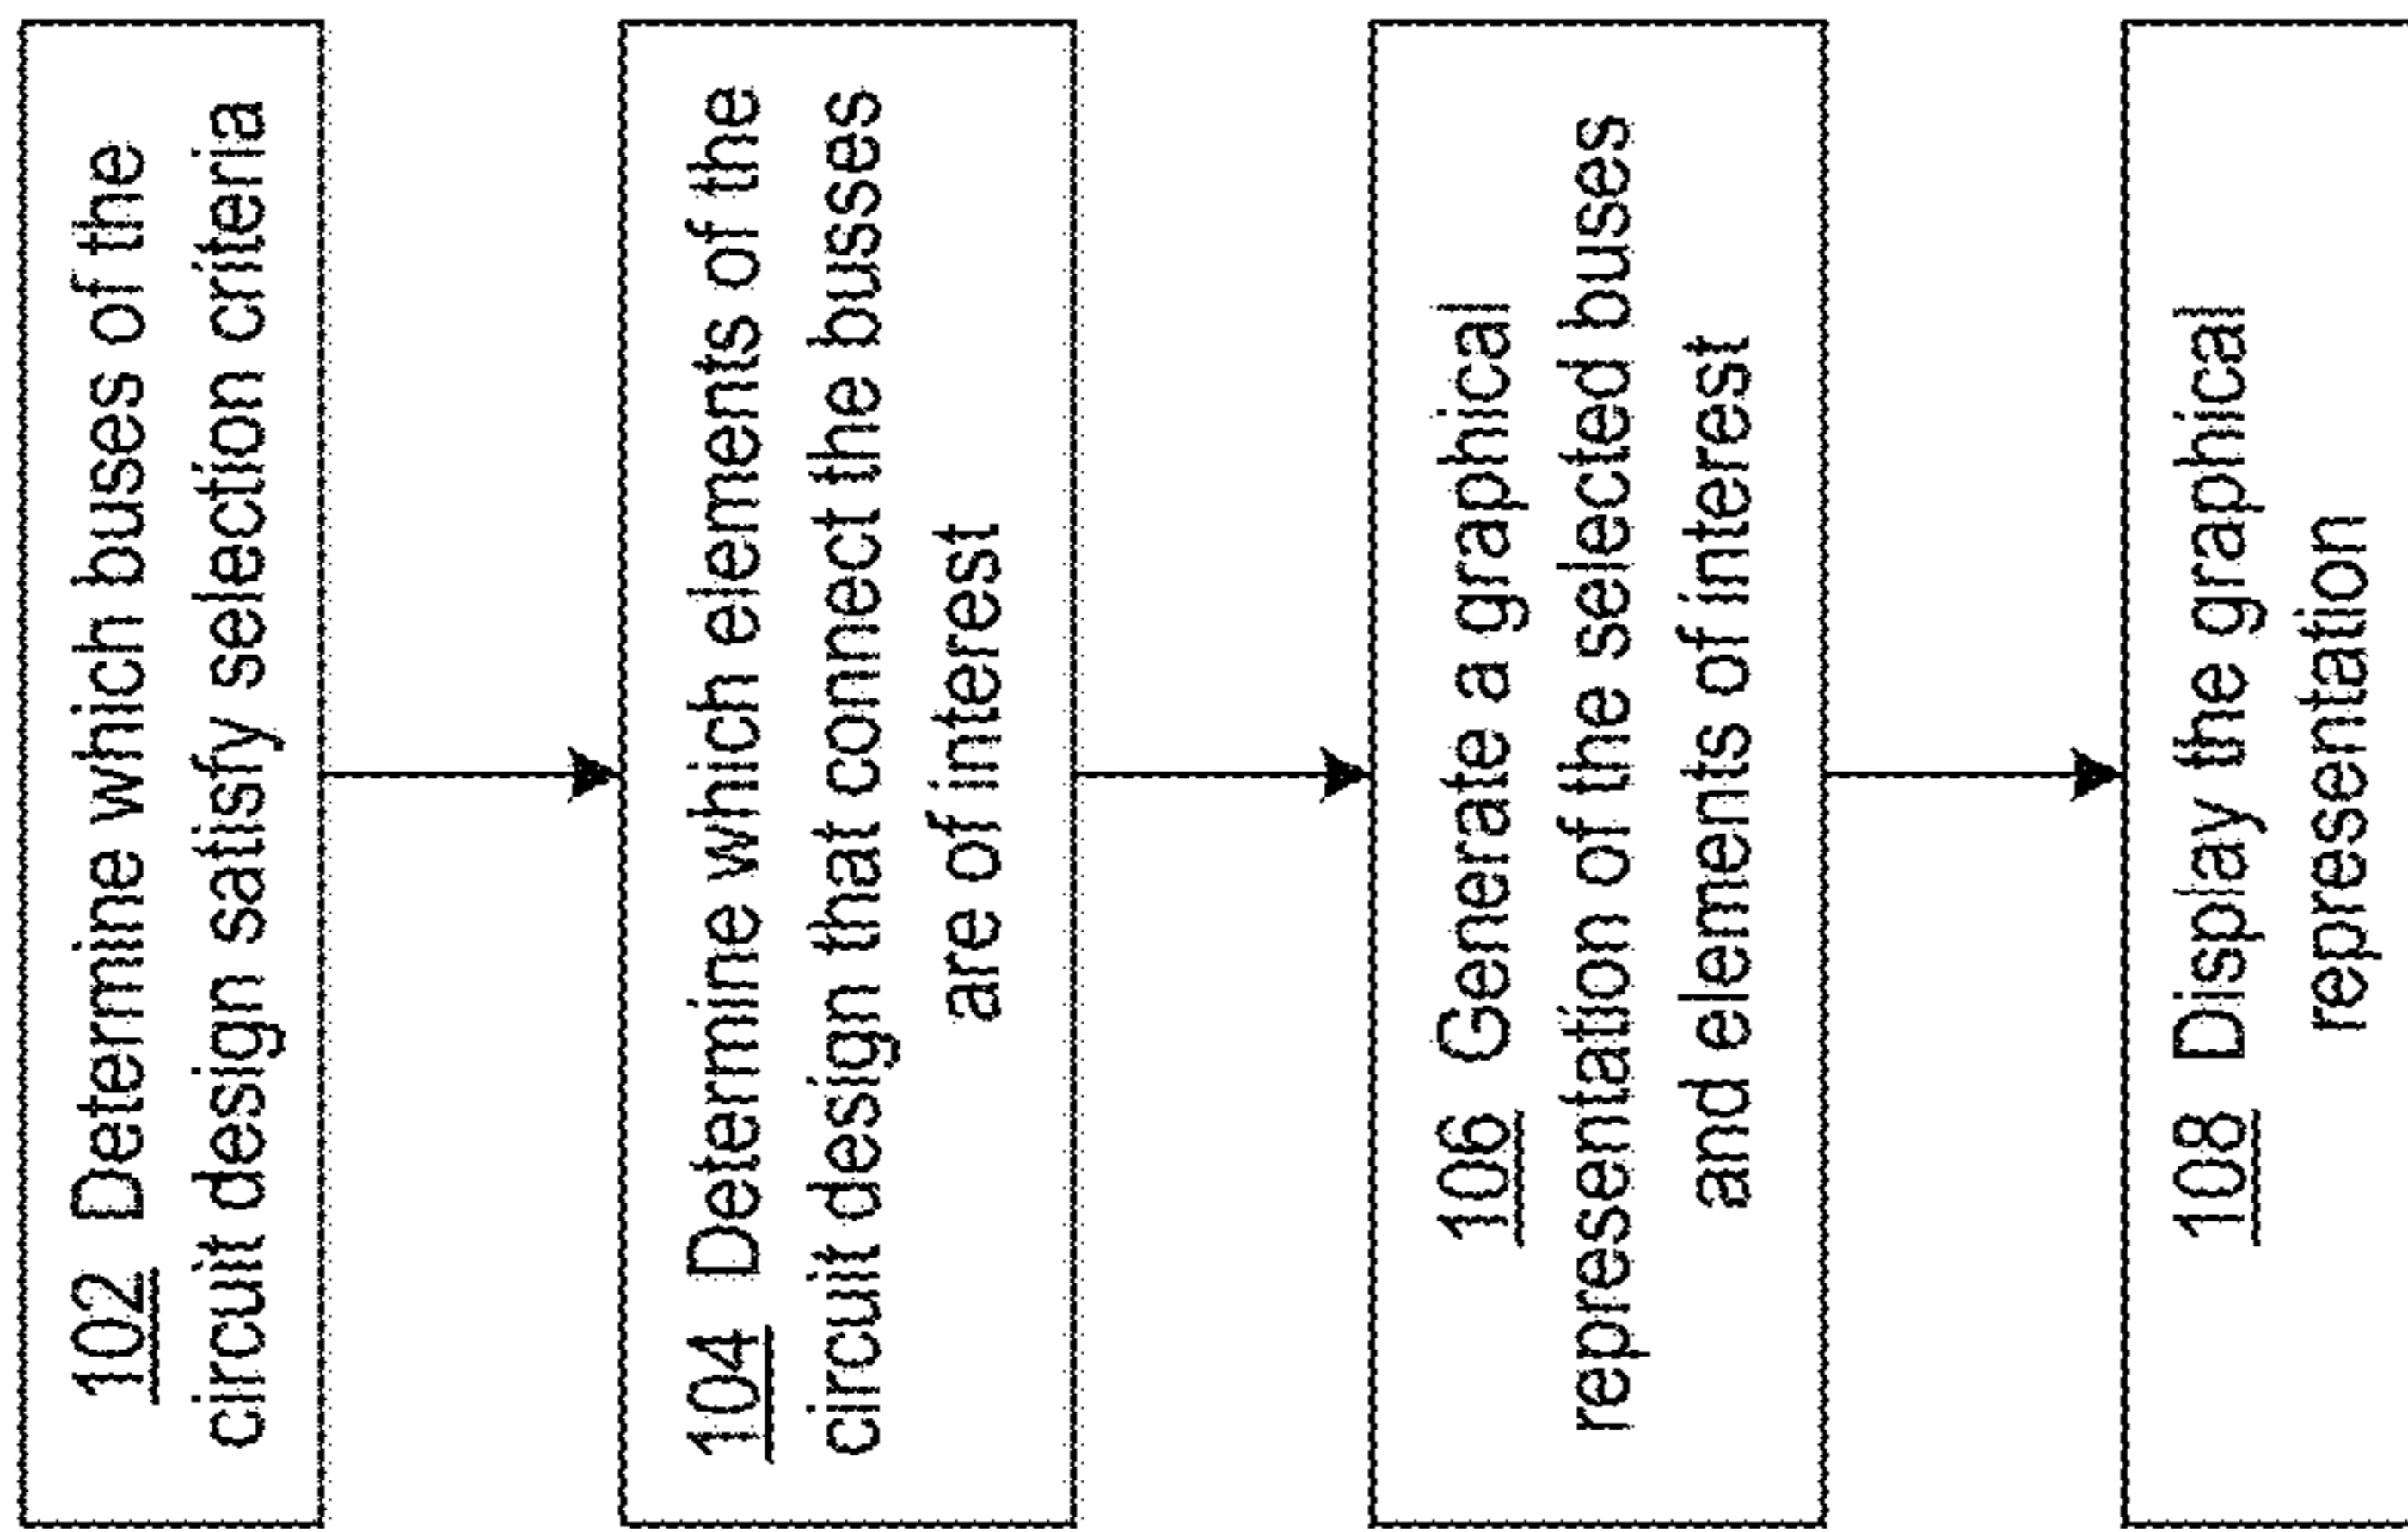 102 Determine which buses of the
circuit design satisfy selection criteria
104 Determine which elements of the
circuit design that connect the busses
are of interest
106 Generate a graphical
representation of the selected buses
and elements of interest
108 Display the graphical
representation